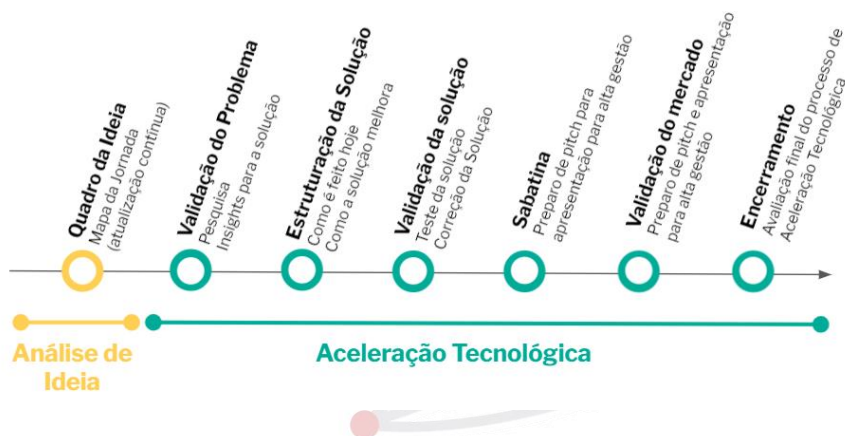 Quadro da Ideia
Mapa da Jornada
(atualização contínua)
Validação do Problema
Pesquisa
Insights para a solução
Estruturação da Solução
Como é feito hoje
Como a solução melhora
Validação da solução
Teste da solução
Correção da Solução
Sabatina
Preparo de pitch para
apresentação para alta gestão
Validação do mercado
Preparo de pitch e apresentação
para alta gestão
Encerramento
Avaliação final do processo de
Aceleração Tecnológica
Análise de
Ideia
Aceleração Tecnológica